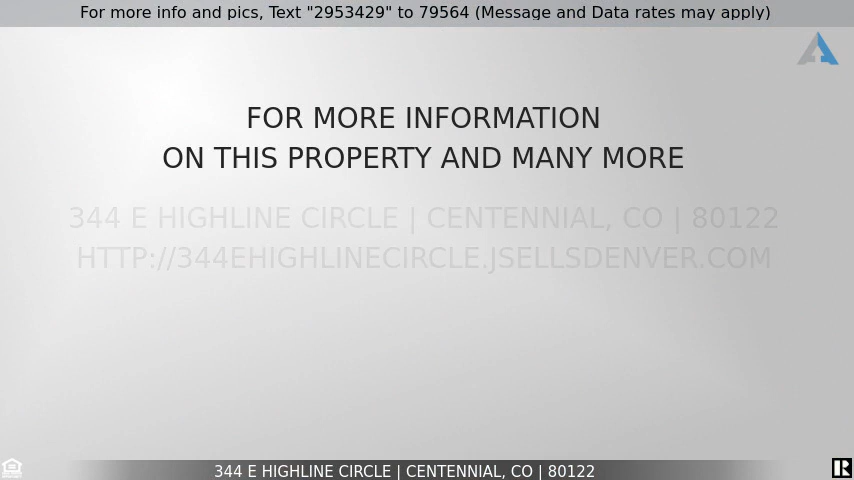 For more info and pics, Text "2953429" to 79564 (Message and Data rates may apply)
FOR MORE INFORMATION
ON THIS PROPERTY AND MANY MORE
344 E HIGHLINE CIRCLE | CENTENNIAL, CO | 80122
HTTP://344EHIGHLINECIRCLE.JSELLSDENVER.COM
344 E HIGHLINE CIRCLE | CENTENNIAL, CO | 80122